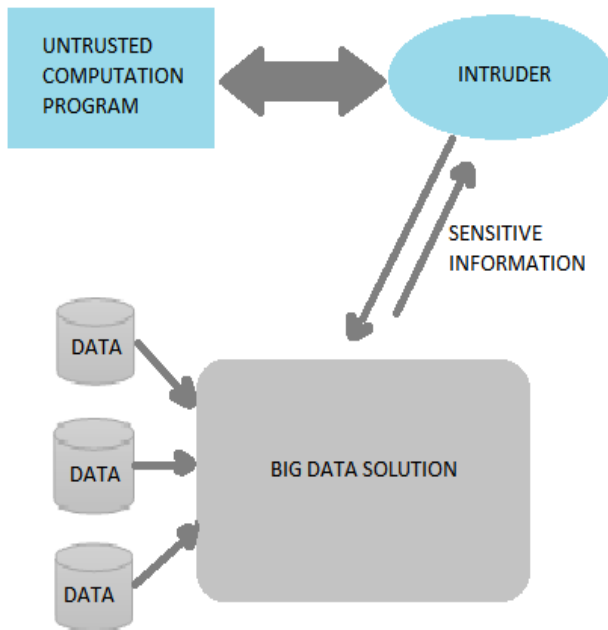 UNTRUSTED
COMPUTATION
PROGRAM
INTRUDER
SENSITIVE
INFORMATION
DATA
DATA
DATA
BIG DATA SOLUTION